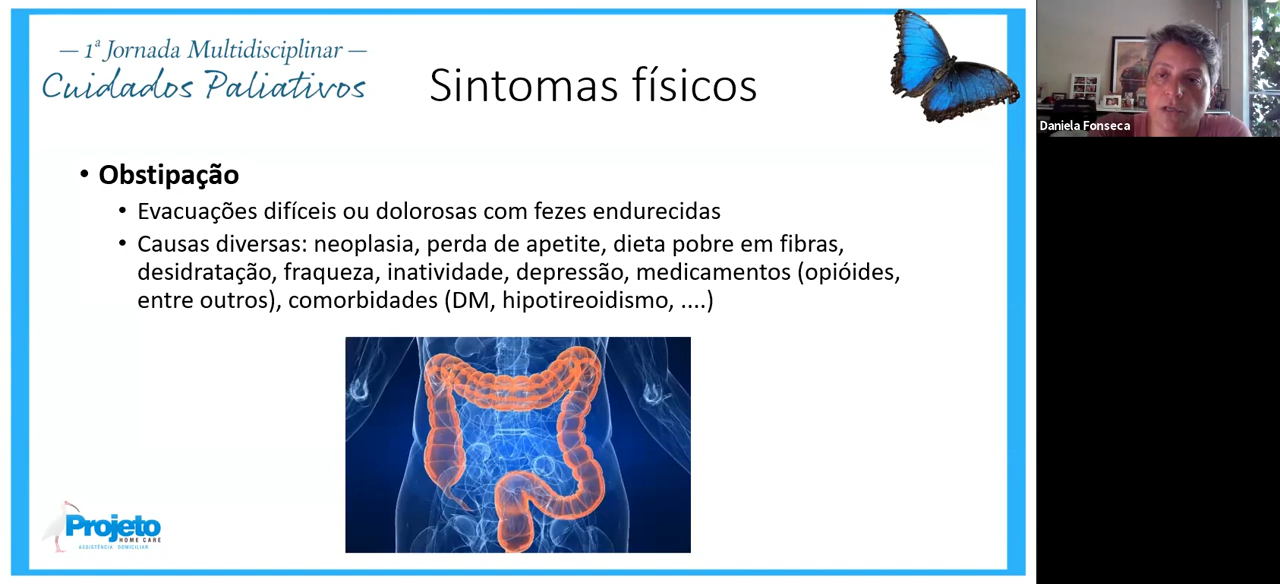 — 1ª Jornada Multidisciplinar —
Cuidados Paliativos
Sintomas físicos
Daniela Fonseca
• Obstipação
• Evacuações difíceis ou dolorosas com fezes endurecidas
• Causas diversas: neoplasia, perda de apetite, dieta pobre em fibras,
desidratação, fraqueza, inatividade, depressão, medicamentos (opióides,
entre outros), comorbidades (DM, hipotireoidismo, ....)
Projeto
HOME CARE
ASSISTÊNCIA DOMICILIAR